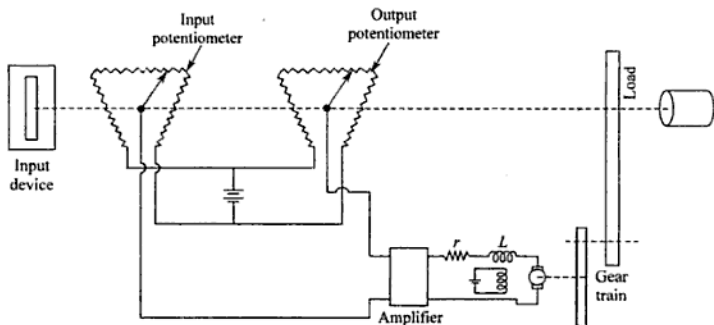 Input
potentiometer
Output
potentiometer
Load
Input
device
r
L
Gear
train
Amplifier